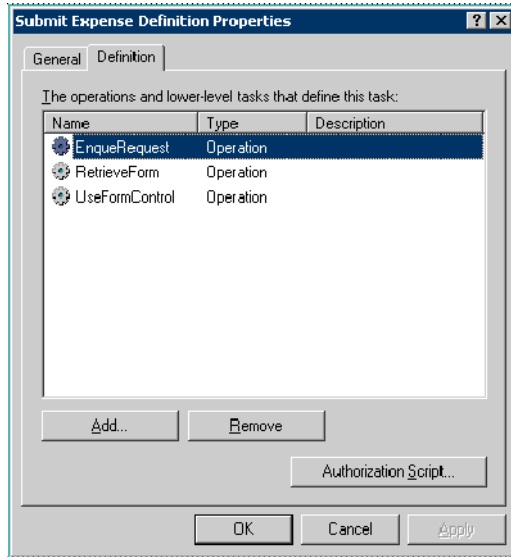 Submit Expense Definition Properties ? X
General Definition
The operations and lower-level tasks that define this task:
Name Type Description
EnqueRequest Operation
RetrieveForm Operation
UseFormControl Operation
Add... Remove
Authorization Script...
OK Cancel Apply